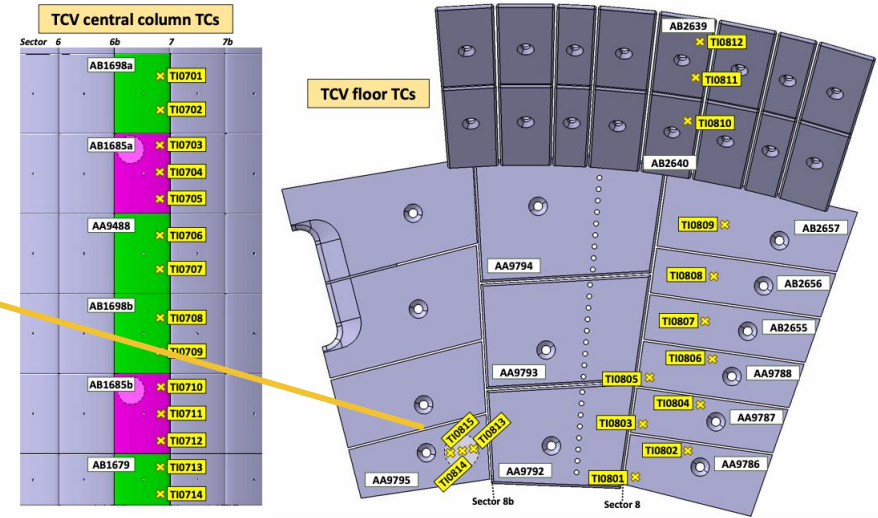 TCV central column TCs
Sector 6 6b 7 7b
AB1698a
TI0701
TI0702
AB1685a
TI0703
TI0704
TI0705
AA9488
TI0706
TI0707
AB1698b
TI0708
TI0709
AB1685b
TI0710
TI0711
TI0712
AB1679
TI0713
TI0714
TCV floor TCs
AB2639
TI0812
TI0811
TI0810
AB2640
TI0809
AB2657
AA9794
TI0808
AB2656
TI0807
AB2655
AA9793
TI0806
TI0805
AA9788
TI0804
TI0803
AA9787
TI0815
TI0813
TI0814
TI0802
AA9795
AA9792
TI0801
AA9786
Sector 8b
Sector 8